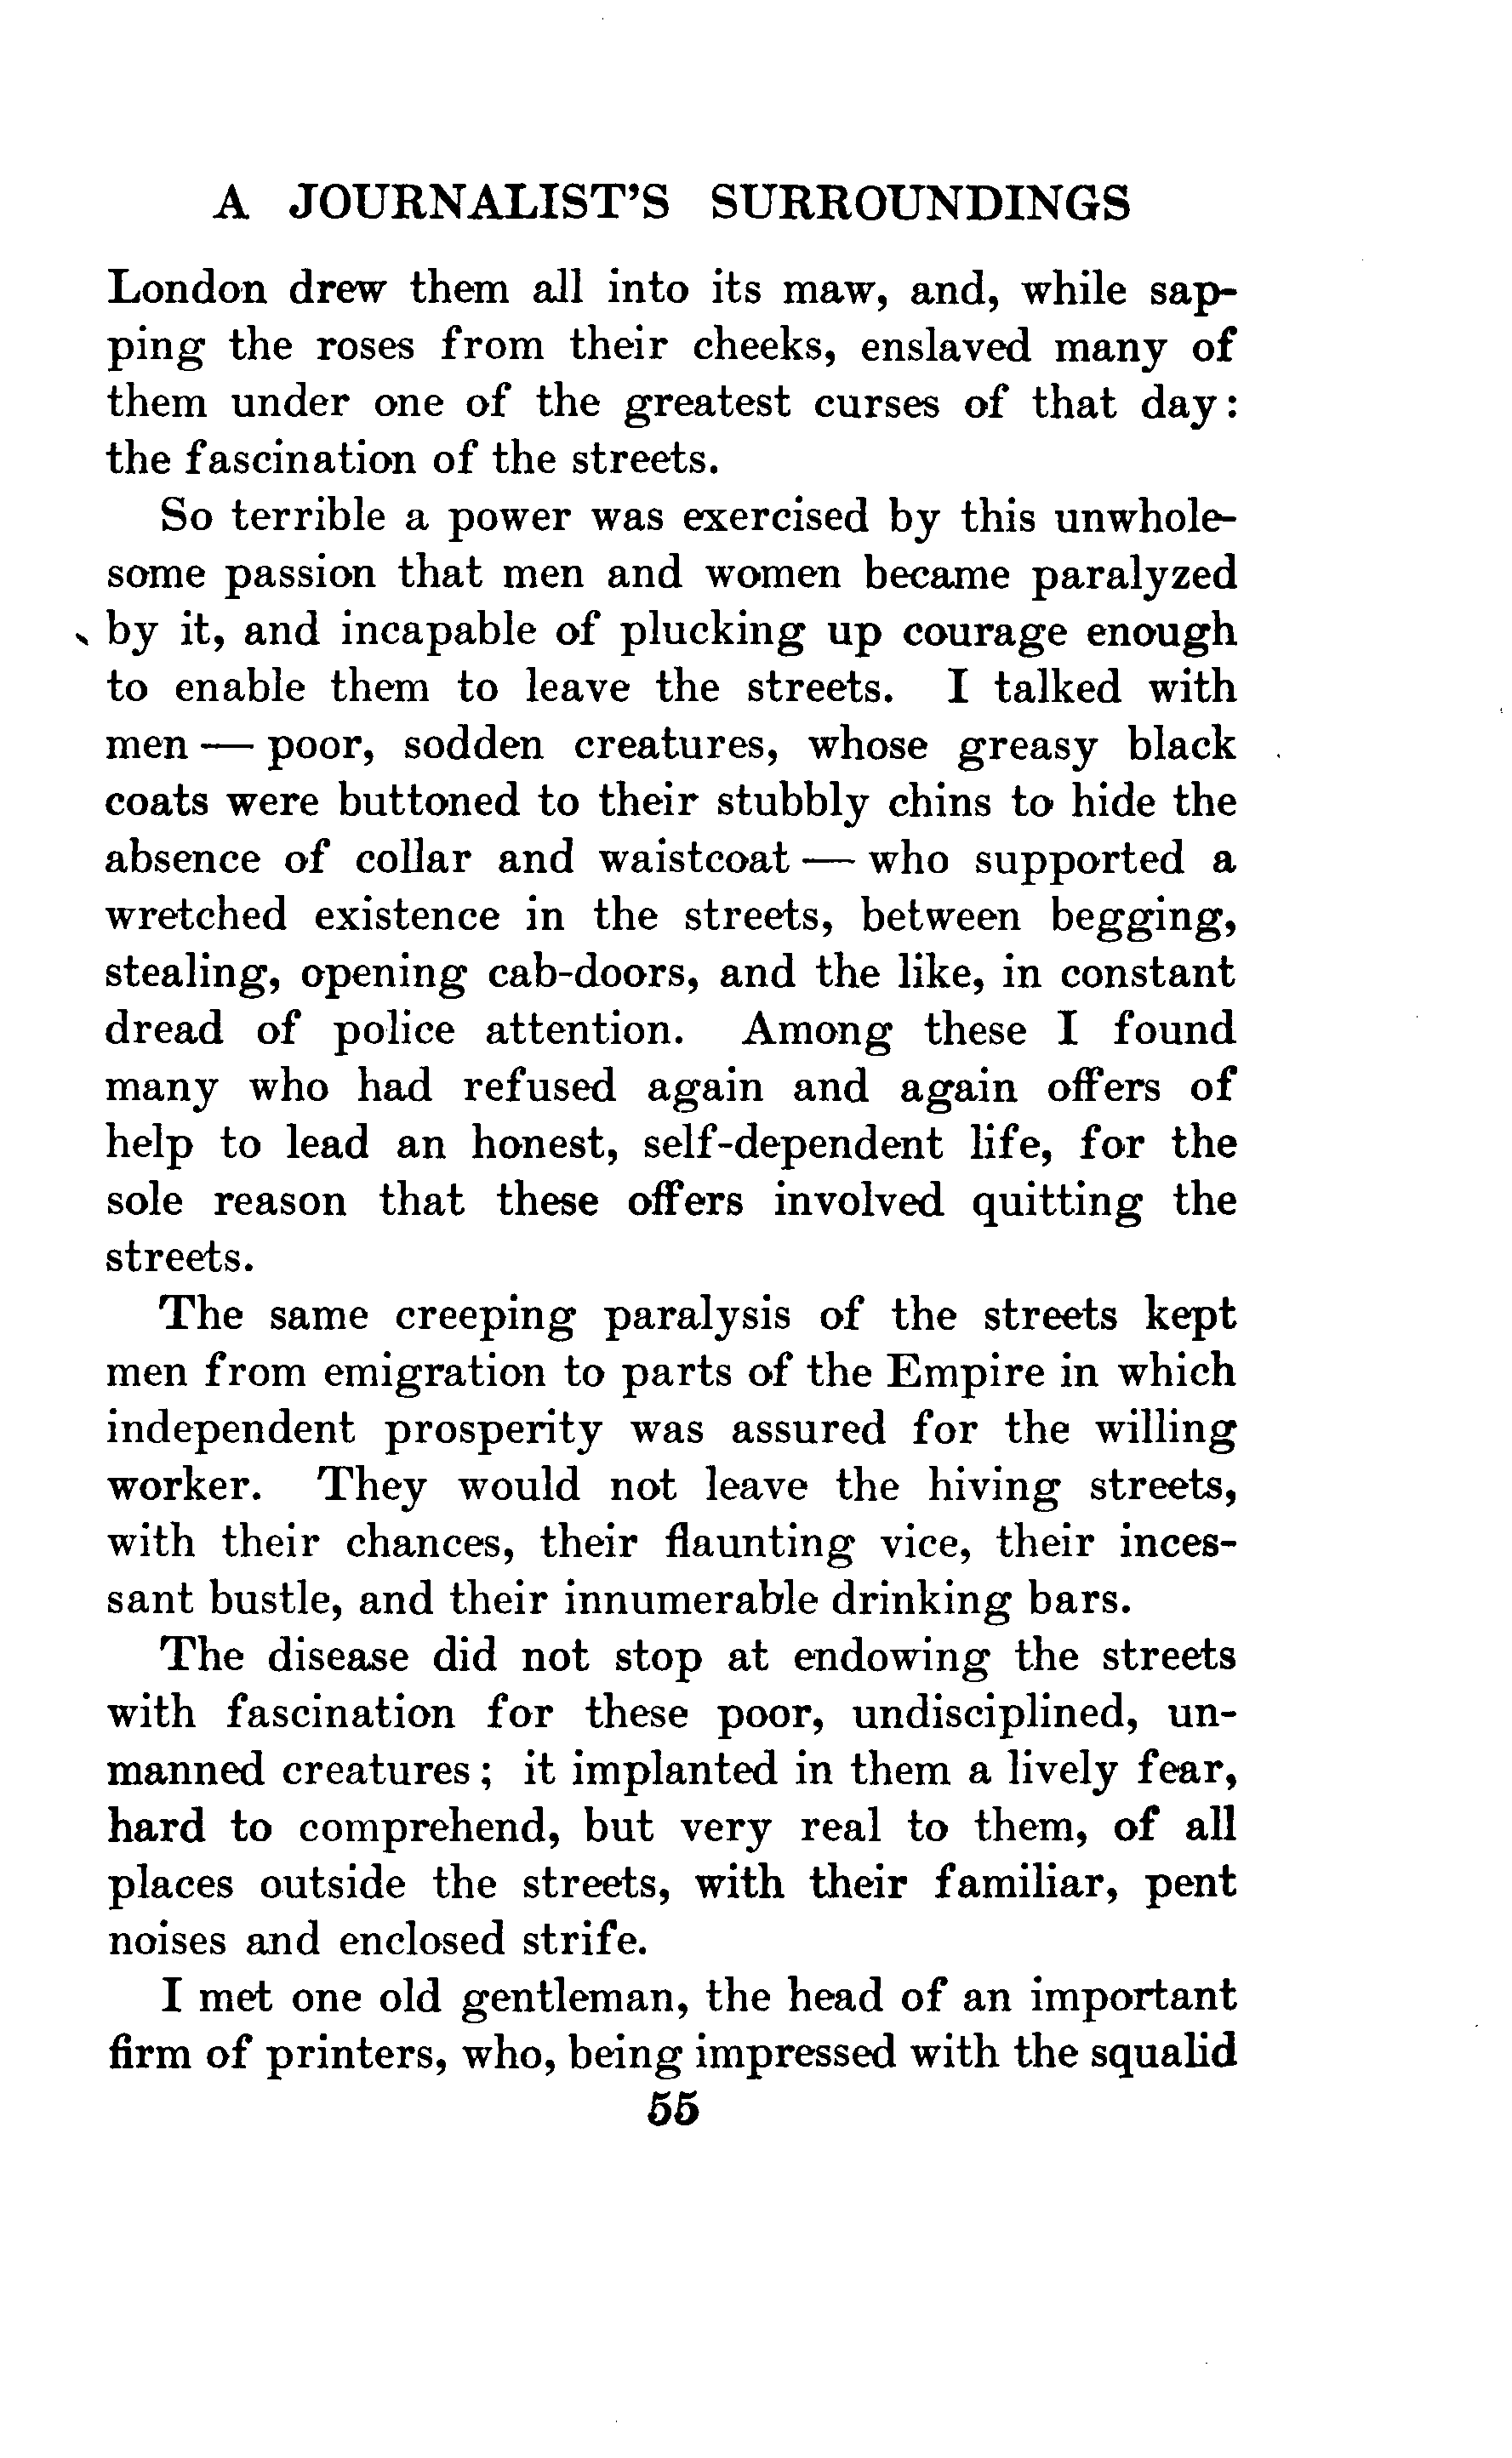 A JOURNALIST'S SURROUNDINGS
London drew them all into its maw, and, while sap-
ping the roses from their cheeks, enslaved many of
them under one of the greatest curses of that day:
the fascination of the streets.
So terrible a power was exercised by this unwhole-
some passion that men and women became paralyzed
by it, and incapable of plucking up courage enough
to enable them to leave the streets. I talked with
men — poor, sodden creatures, whose greasy black
coats were buttoned to their stubbly chins to hide the
absence of collar and waistcoat — who supported a
wretched existence in the streets, between begging,
stealing, opening cab-doors, and the like, in constant
dread of police attention. Among these I found
many who had refused again and again offers of
help to lead an honest, self-dependent life, for the
sole reason that these offers involved quitting the
streets.
The same creeping paralysis of the streets kept
men from emigration to parts of the Empire in which
independent prosperity was assured for the willing
worker. They would not leave the hiving streets,
with their chances, their flaunting vice, their inces-
sant bustle, and their innumerable drinking bars.
The disease did not stop at endowing the streets
with fascination for these poor, undisciplined, un-
manned creatures; it implanted in them a lively fear,
hard to comprehend, but very real to them, of all
places outside the streets, with their familiar, pent
noises and enclosed strife.
I met one old gentleman, the head of an important
firm of printers, who, being impressed with the squalid
55